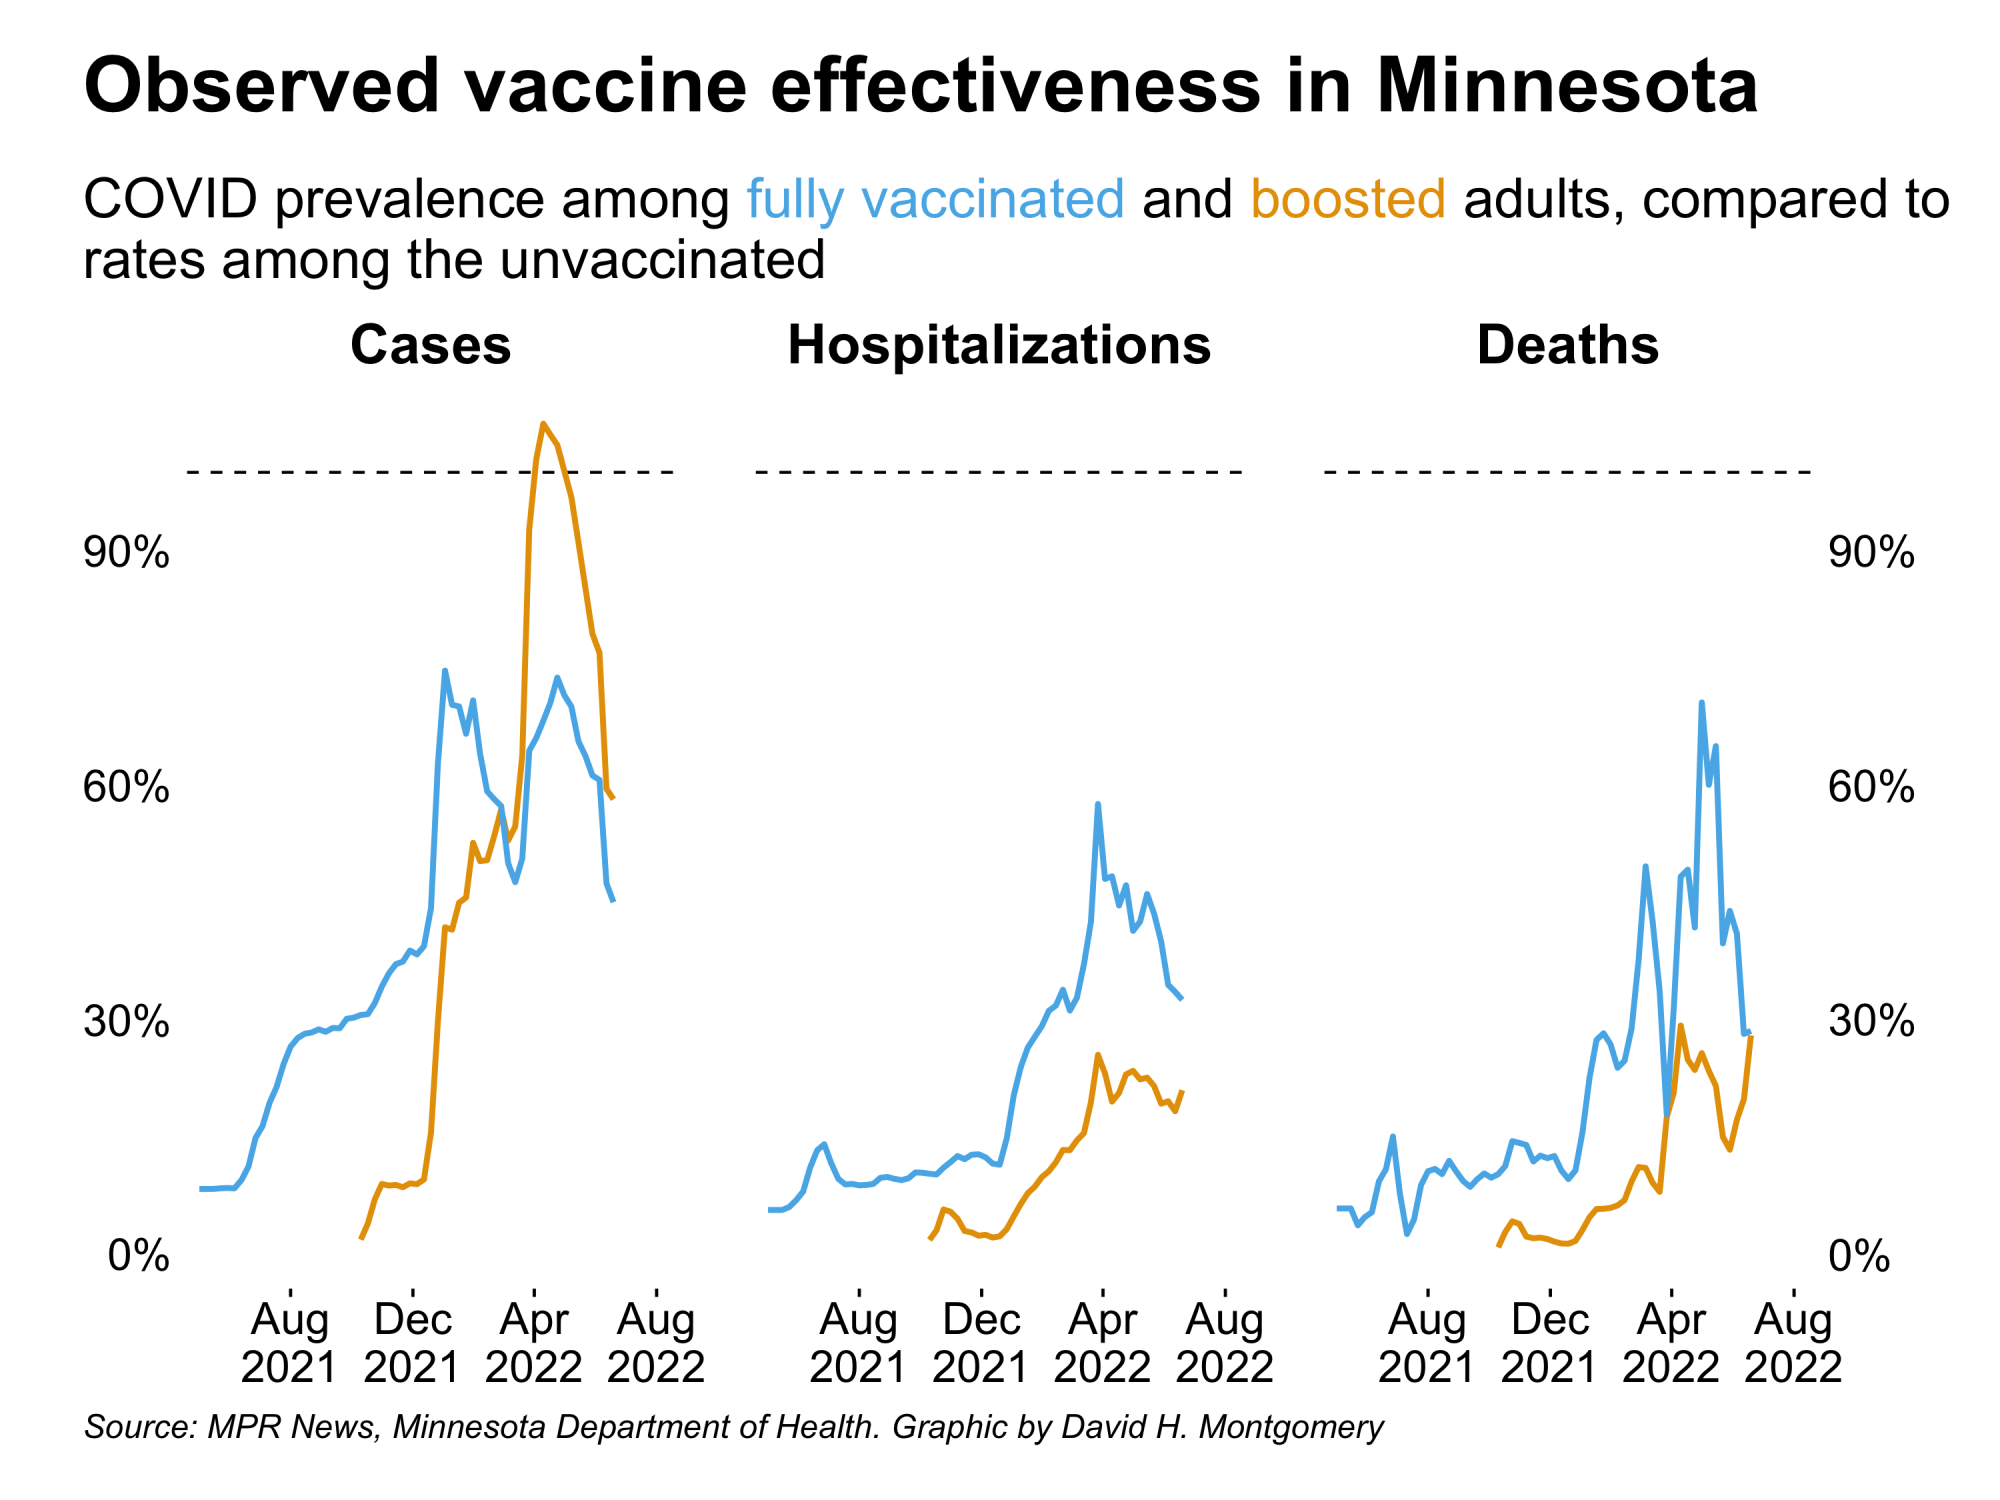 Observed vaccine effectiveness in Minnesota
COVID prevalence among fully vaccinated and boosted adults, compared to
rates among the unvaccinated
Cases
Hospitalizations
Deaths
90%
60%
30%
0%
90%
60%
30%
0%
Aug
2021
Dec
2021
Apr
2022
Aug
2022
Aug
2021
Dec
2021
Apr
2022
Aug
2022
Aug
2021
Dec
2021
Apr
2022
Aug
2022
Source: MPR News, Minnesota Department of Health. Graphic by David H. Montgomery